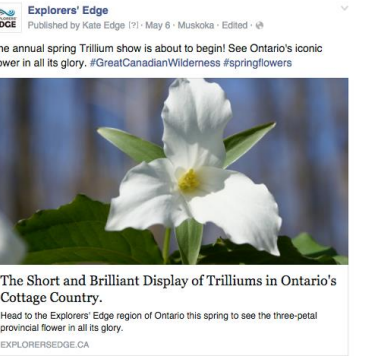 Explorers' Edge
DGE
Published by Kate Edge [?] · May 6 · Muskoka · Edited ·
annual spring Trillium show is about to begin! See Ontario's iconic
in all its glory. #GreatCanadianWilderness #springflowers
The Short and Brilliant Display of Trilliums in Ontario's
Cottage Country.
Head to the Explorers' Edge region of Ontario this spring to see the three-petal
provincial flower in all its glory.
EXPLORERSEDGE.CA